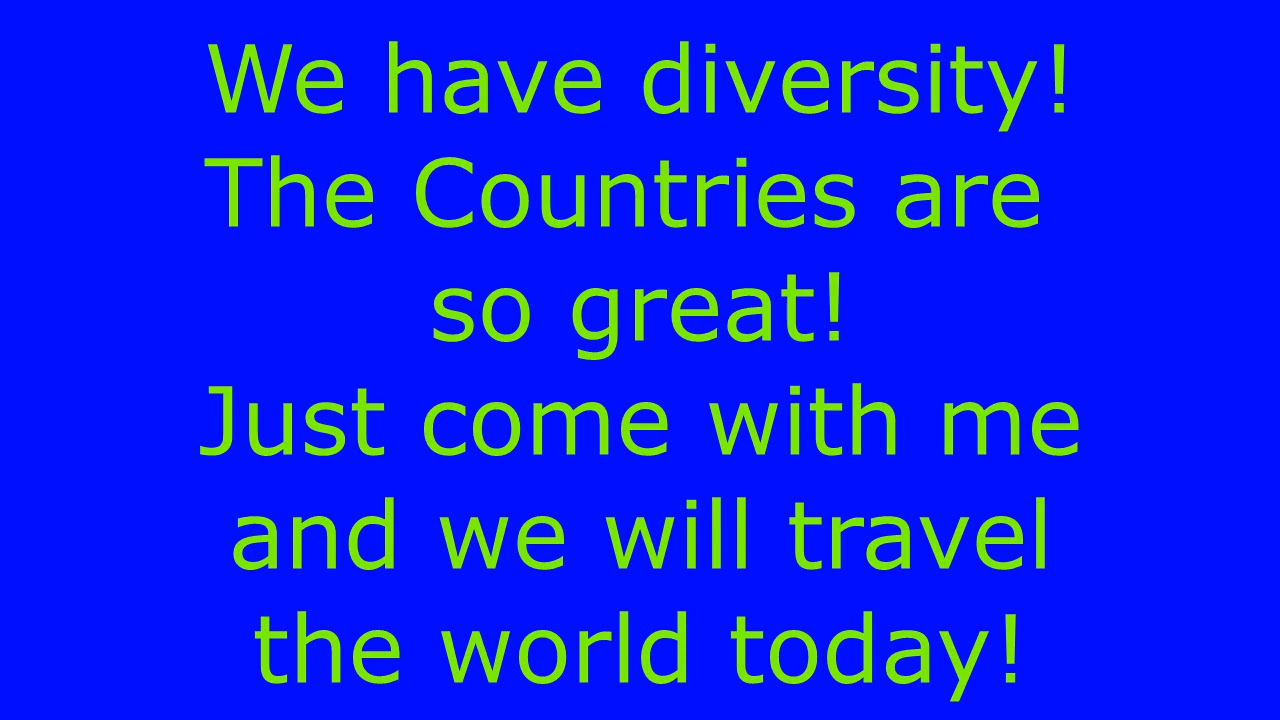 We have diversity!
The Countries are
so great!
Just come with me
and we will travel
the world today!